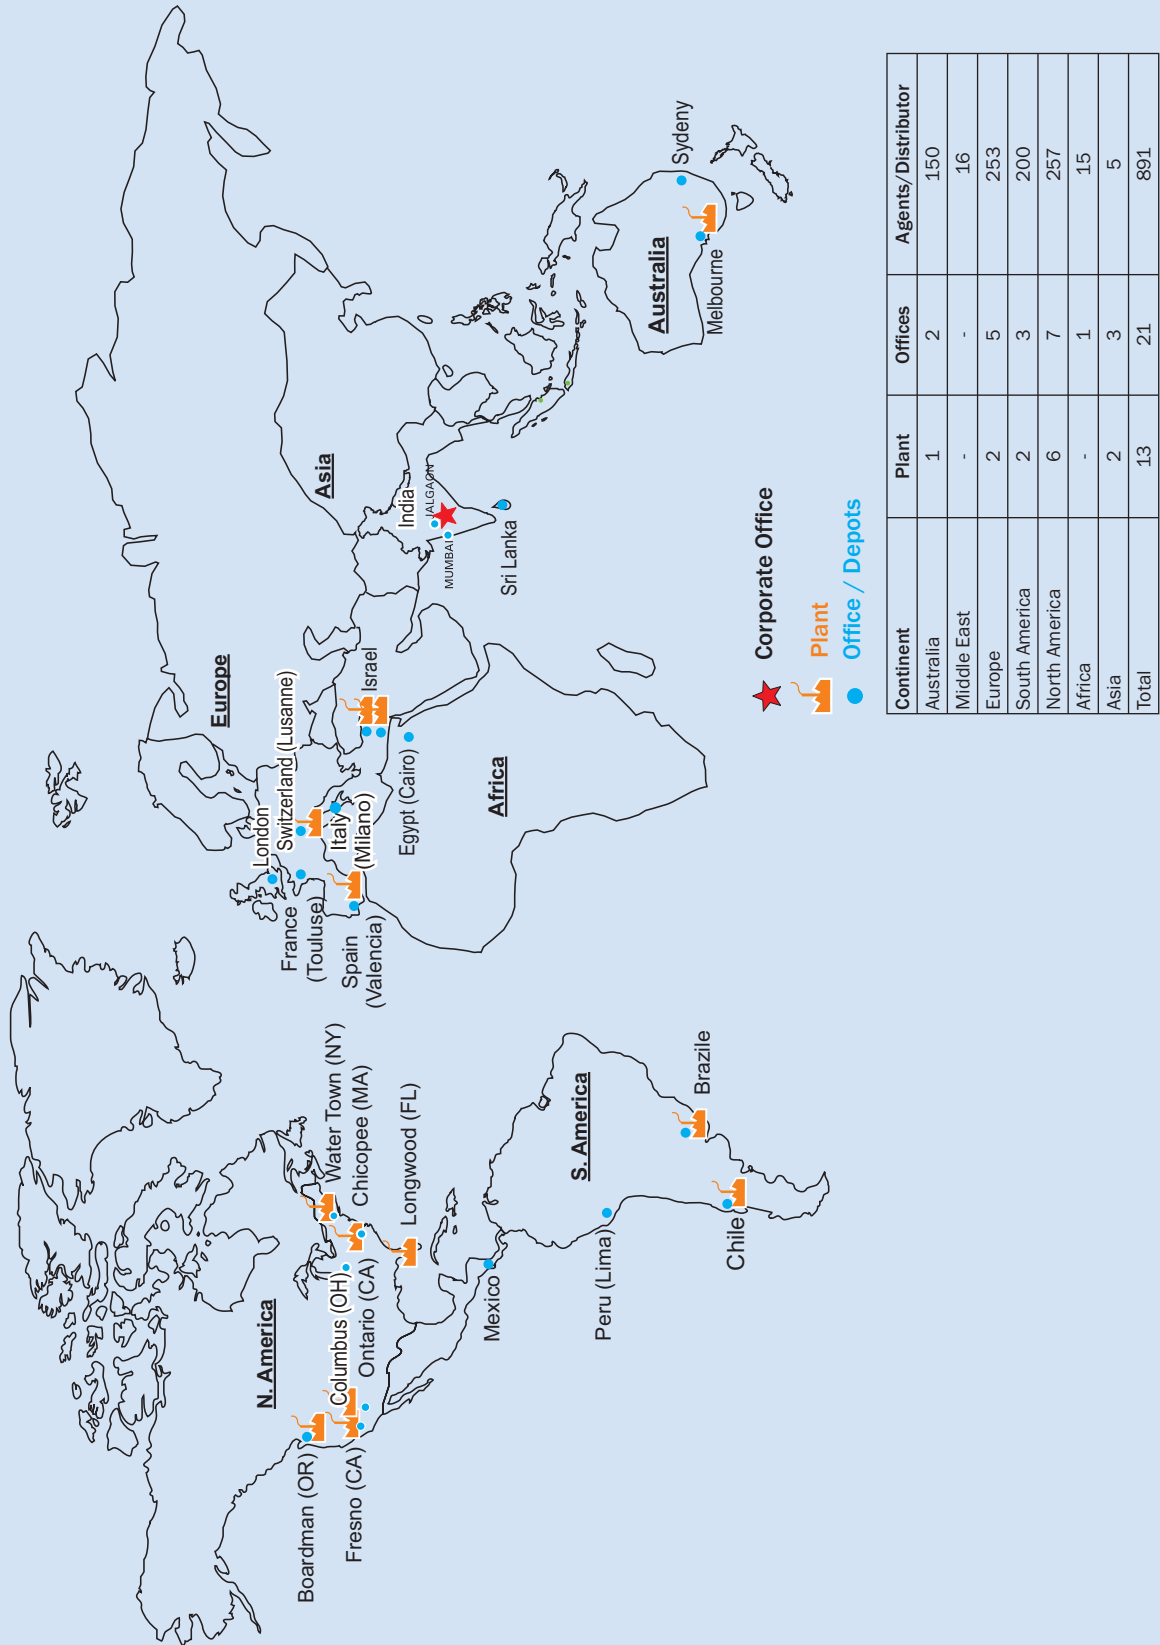 N. America
Boardman (OR)
Fresno (CA)
Columbus (OH)
Ontario (CA)
Water Town (NY)
Chicopee (MA)
Longwood (FL)
Mexico
S. America
Peru (Lima)
Chile
Brazile
Europe
London
Switzerland (Lusanne)
France
(Touluse)
Spain
(Valencia)
Italy
(Milano)
Israel
Egypt (Cairo)
Africa
Asia
India
JALGAON
MUMBAI
Sri Lanka
Australia
Melbourne
Sydeny
Corporate Office
Plant
Office / Depots
Continent Plant Offices Agents/Distributor
Australia 1 2 150
Middle East - - 16
Europe 2 5 253
South America 2 3 200
North America 6 7 257
Africa - 1 15
Asia 2 3 5
Total 13 21 891